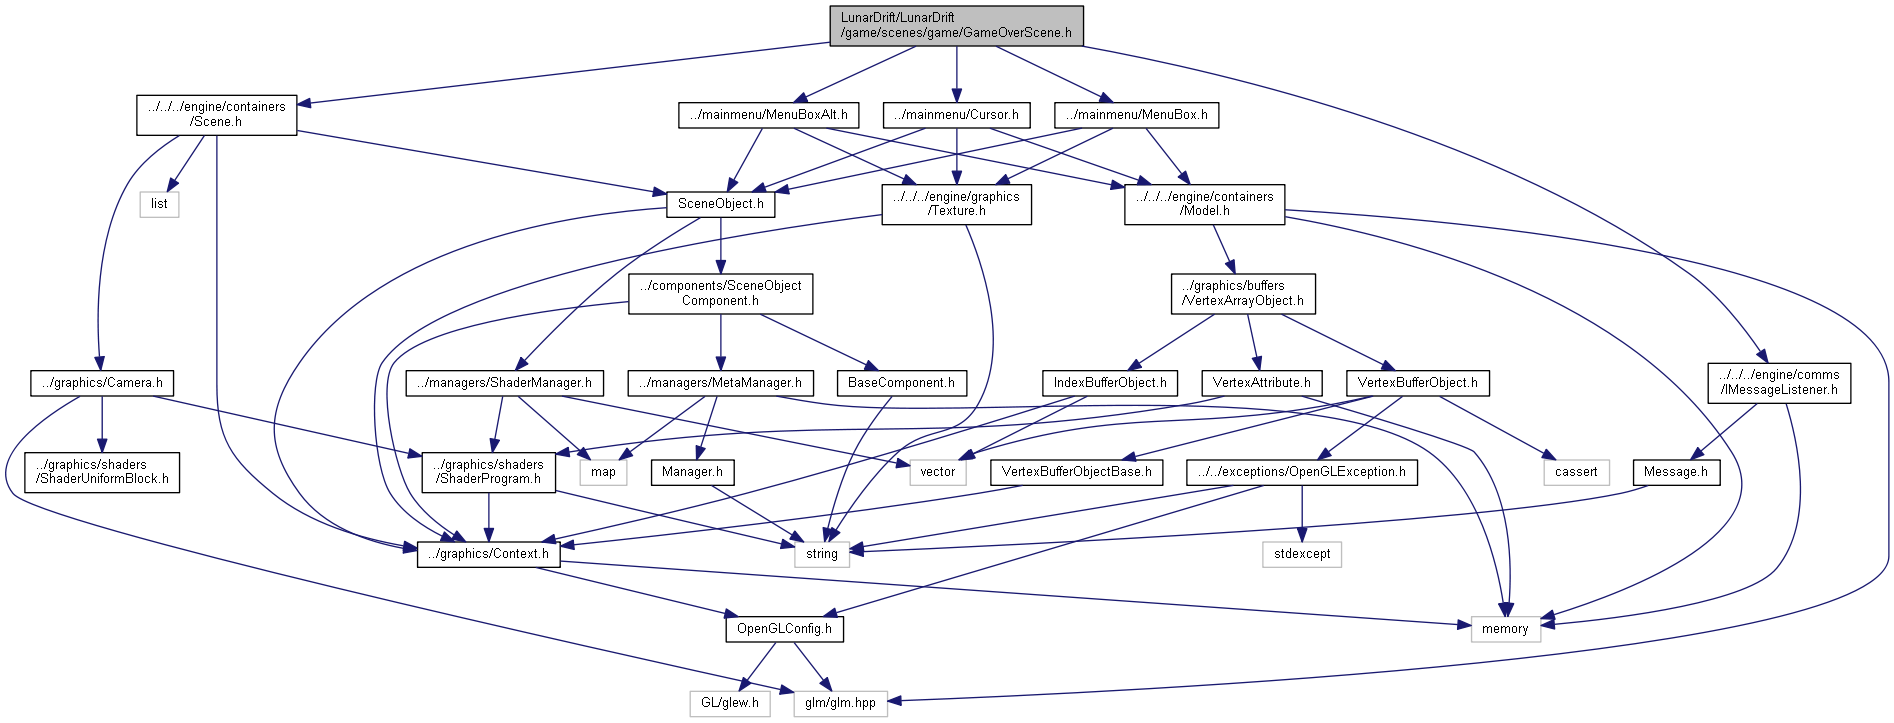 LunarDrift/LunarDrift
/game/scenes/game/GameOverScene.h
../../../engine/containers
/Scene.h
../mainmenu/MenuBoxAlt.h
../mainmenu/Cursor.h
../mainmenu/MenuBox.h
list
SceneObject.h
../../../engine/graphics
/Texture.h
../../../engine/containers
/Model.h
../components/SceneObject
Component.h
../graphics/buffers
/VertexArrayObject.h
../graphics/Camera.h
../managers/ShaderManager.h
../managers/MetaManager.h
BaseComponent.h
IndexBufferObject.h
VertexAttribute.h
VertexBufferObject.h
../../../engine/comms
/IMessageListener.h
../graphics/shaders
/ShaderUniformBlock.h
../graphics/shaders
/ShaderProgram.h
map
Manager.h
vector
VertexBufferObjectBase.h
../../exceptions/OpenGLException.h
cassert
Message.h
../graphics/Context.h
string
stdexcept
OpenGLConfig.h
memory
GL/glew.h
glm/glm.hpp